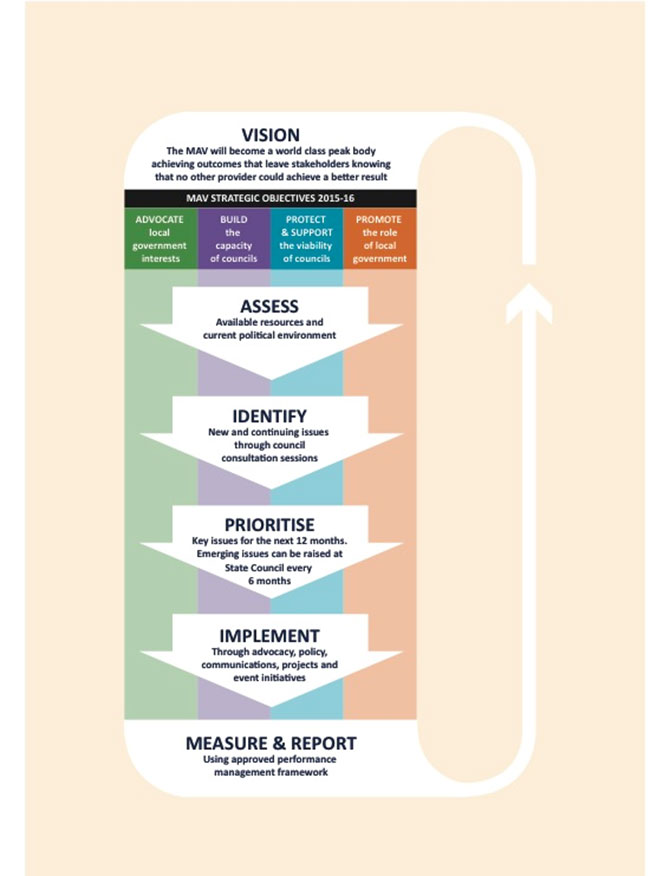 VISION
The MAV will become a world class peak body
achieving outcomes that leave stakeholders knowing
that no other provider could achieve a better result
MAV STRATEGIC OBJECTIVES 2015-16
ADVOCATE
local
government
interests
BUILD
the
capacity
of councils
PROTECT
& SUPPORT
the viability
of councils
PROMOTE
the role
of local
government
ASSESS
Available resources and
current political environment
IDENTIFY
New and continuing issues
through council
consultation sessions
PRIORITISE
Key issues for the next 12 months.
Emerging issues can be raised at
State Council every
6 months
IMPLEMENT
Through advocacy, policy,
communications, projects and
event initiatives
MEASURE & REPORT
Using approved performance
management framework